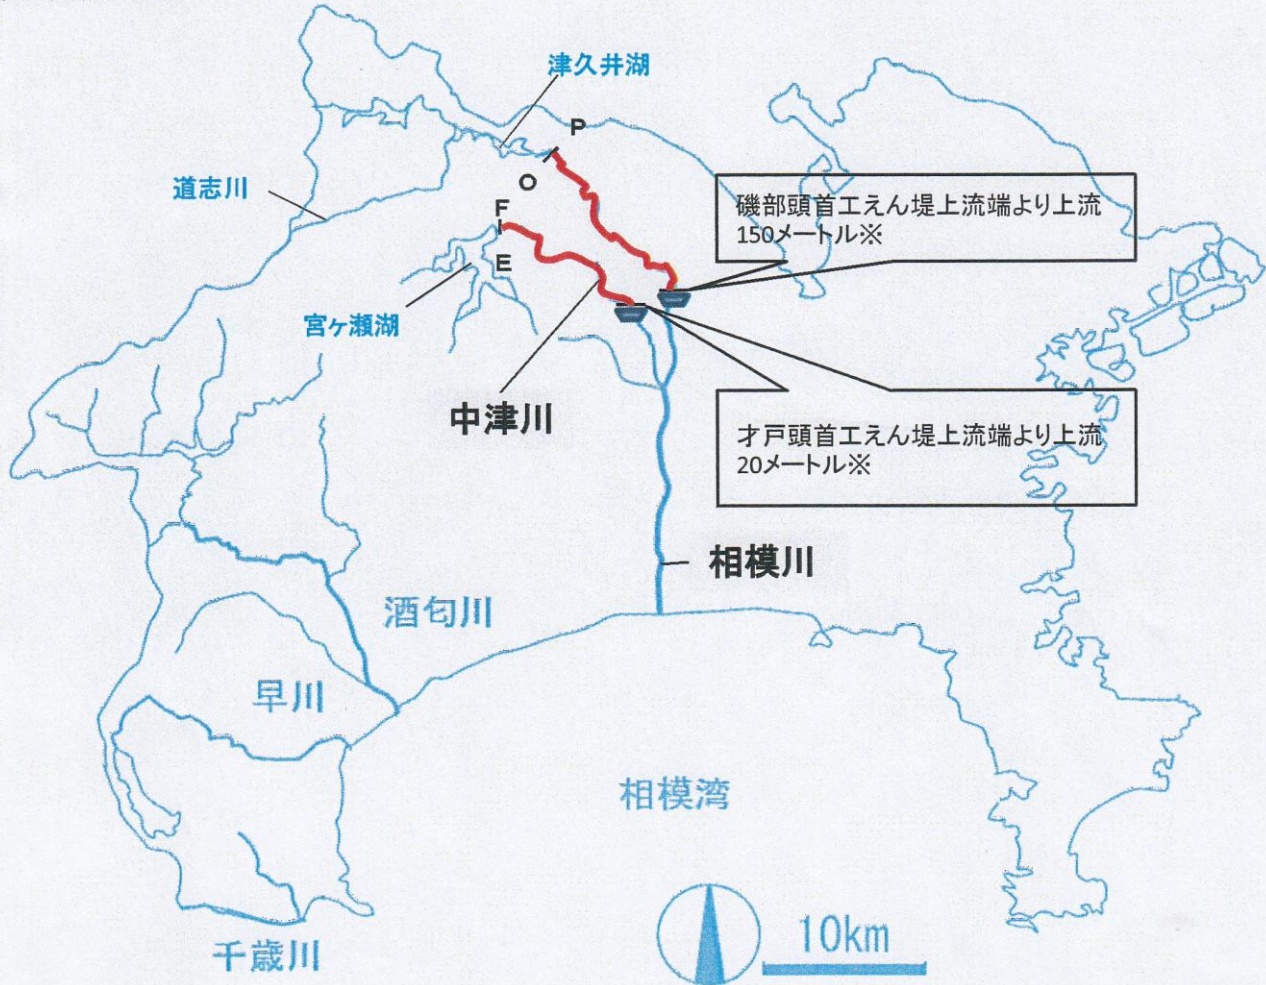 津久井湖
P
道志川
O
F
E
磯部頭首工えん堤上流端より上流
150メートル※
宮ヶ瀬湖
中津川
才戸頭首工えん堤上流端より上流
20メートル※
相模川
酒匂川
早川
相模湾
10km
千歳川